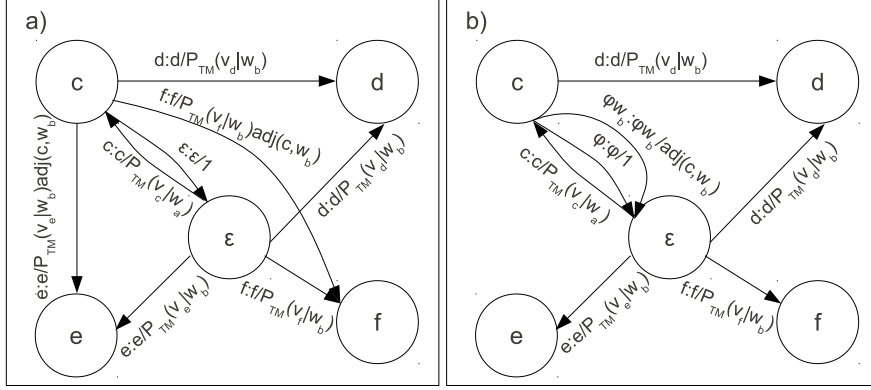 a)
c
d:d/P_TM(v_d|w_b)
d
f:f/P_TM(v_f|w_b)adj(c,w_b)
ε:ε/1
c:c/P_TM(v_c|w_a)
e:e/P_TM(v_e|w_b)adj(c,w_b)
d:d/P_TM(v_d|w_b)
ε
e:e/P_TM(v_e|w_b)
f:f/P_TM(v_f|w_b)
e
f
b)
c
d:d/P_TM(v_d|w_b)
d
φw_b:φw_b/adj(c,w_b)
φ:φ/1
c:c/P_TM(v_c|w_a)
d:d/P_TM(v_d|w_b)
ε
e:e/P_TM(v_e|w_b)
f:f/P_TM(v_f|w_b)
e
f